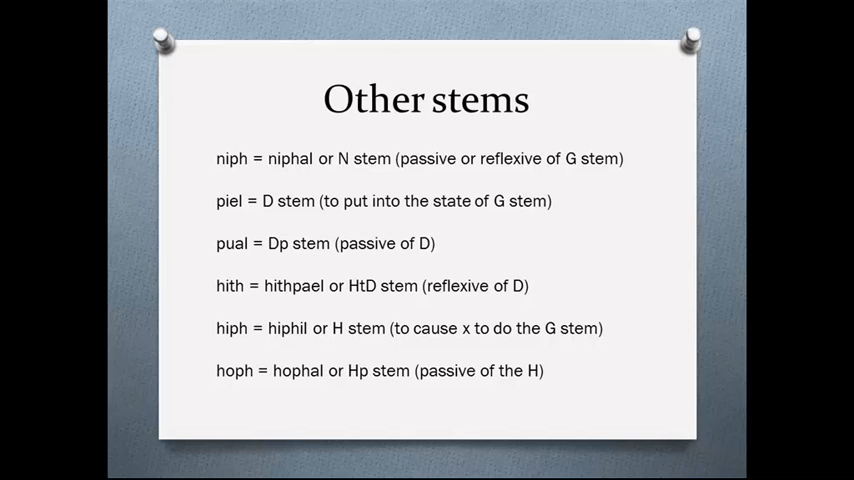 Other stems
niph = niphal or N stem (passive or reflexive of G stem)
piel = D stem (to put into the state of G stem)
pual = Dp stem (passive of D)
hith = hithpael or HtD stem (reflexive of D)
hiph = hiphil or H stem (to cause x to do the G stem)
hoph = hophal or Hp stem (passive of the H)